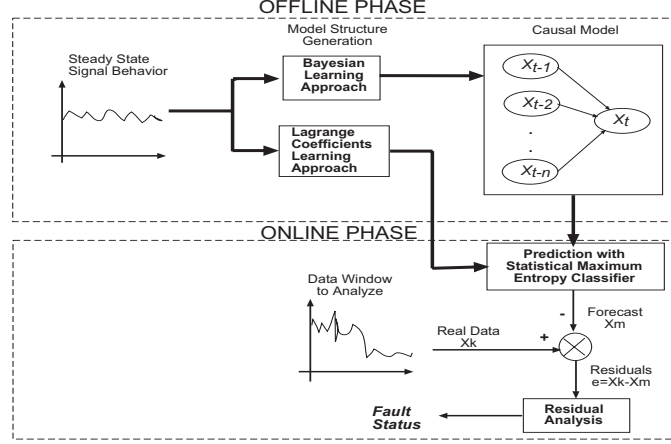 OFFLINE PHASE
Steady State
Signal Behavior
Model Structure
Generation
Bayesian
Learning
Approach
Lagrange
Coefficients
Learning
Approach
Causal Model
Xt-1
Xt-2
.
.
Xt-n
Xt
ONLINE PHASE
Prediction with
Statistical Maximum
Entropy Classifier
Data Window
to Analyze
Real Data
Xk
-
+
Forecast
Xm
Residuals
e=Xk-Xm
Residual
Analysis
Fault
Status